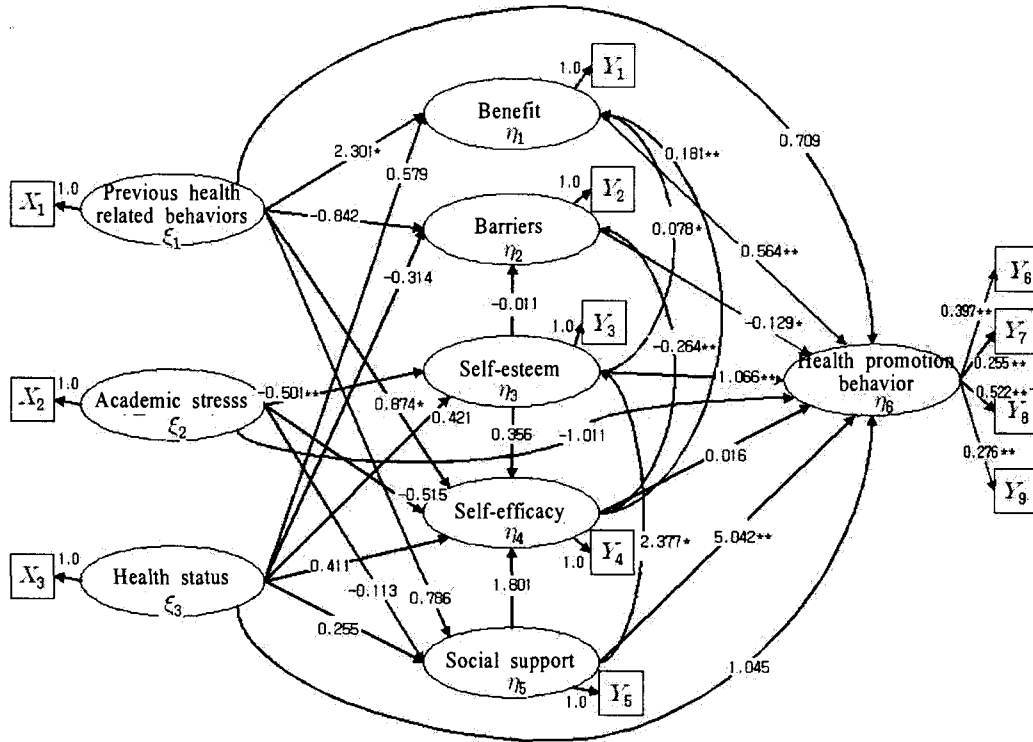 1.0
Y₁
Benefit
η₁
0.709
2.301*
0.579
0.181**
X₁
1.0
Previous health
related behaviors
ξ₁
1.0
Y₂
-0.842
Barriers
η₂
0.078*
0.564**
-0.314
-0.011
1.0
Y₃
-0.129*
Y₆
0.397**
Y₇
0.255**
0.522**
Y₈
0.276**
Y₉
Health promotion
behavior
η₆
-0.264**
X₂
1.0
Academic stresss
ξ₂
-0.501**
Self-esteem
η₃
1.066**
0.874*
0.421
0.356
-1.011
0.016
-0.515
Self-efficacy
η₄
1.0
Y₄
2.377*
5.042**
X₃
1.0
Health status
ξ₃
0.411
-0.113
0.786
1.801
0.255
Social support
η₅
1.0
Y₅
1.045